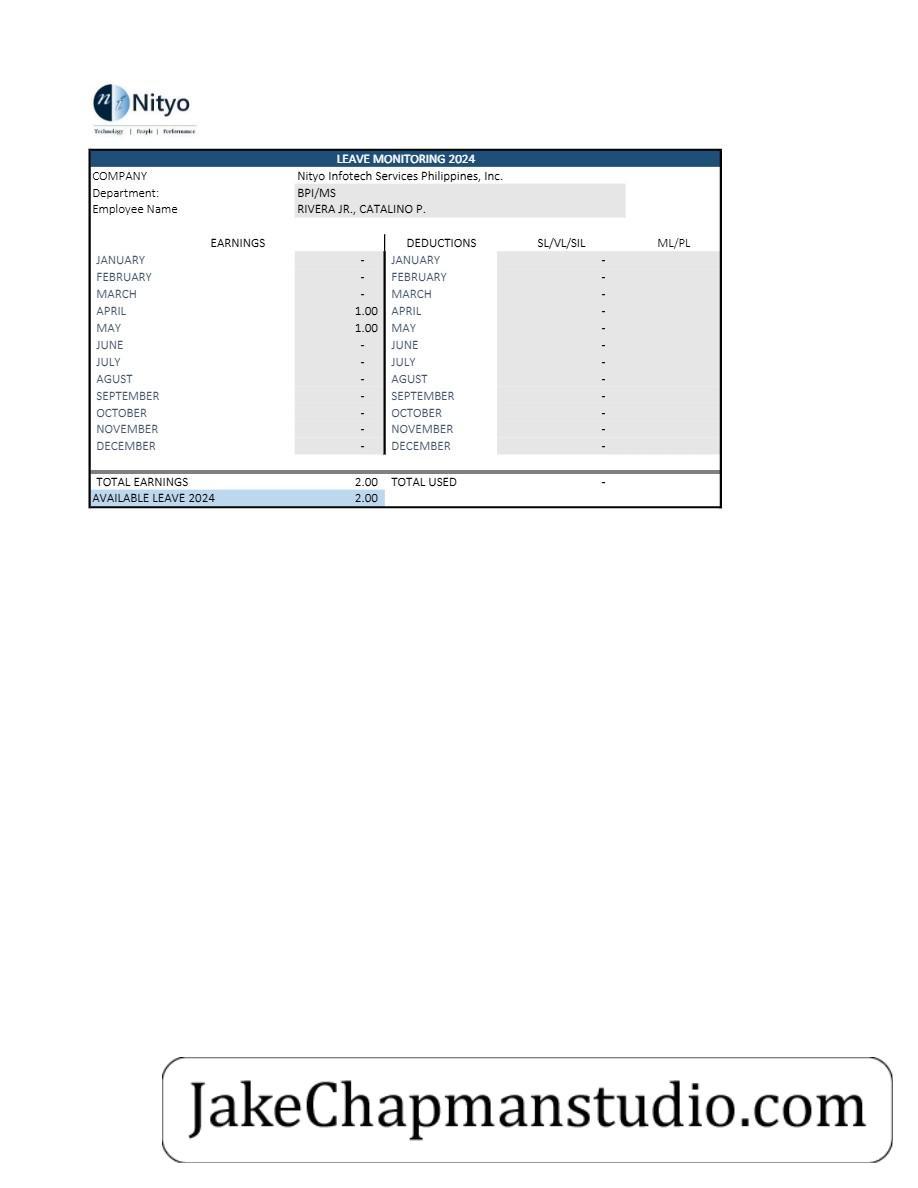 ni Nityo
Technology | People | Performance
LEAVE MONITORING 2024
COMPANY Nityo Infotech Services Philippines, Inc.
Department: BPI/MS
Employee Name RIVERA JR., CATALINO P.
EARNINGS DEDUCTIONS SL/VL/SIL ML/PL
JANUARY - JANUARY -
FEBRUARY - FEBRUARY -
MARCH - MARCH -
APRIL 1.00 APRIL -
MAY 1.00 MAY -
JUNE - JUNE -
JULY - JULY -
AGUST - AGUST -
SEPTEMBER - SEPTEMBER -
OCTOBER - OCTOBER -
NOVEMBER - NOVEMBER -
DECEMBER - DECEMBER -
TOTAL EARNINGS 2.00 TOTAL USED -
AVAILABLE LEAVE 2024 2.00
JakeChapmanstudio.com